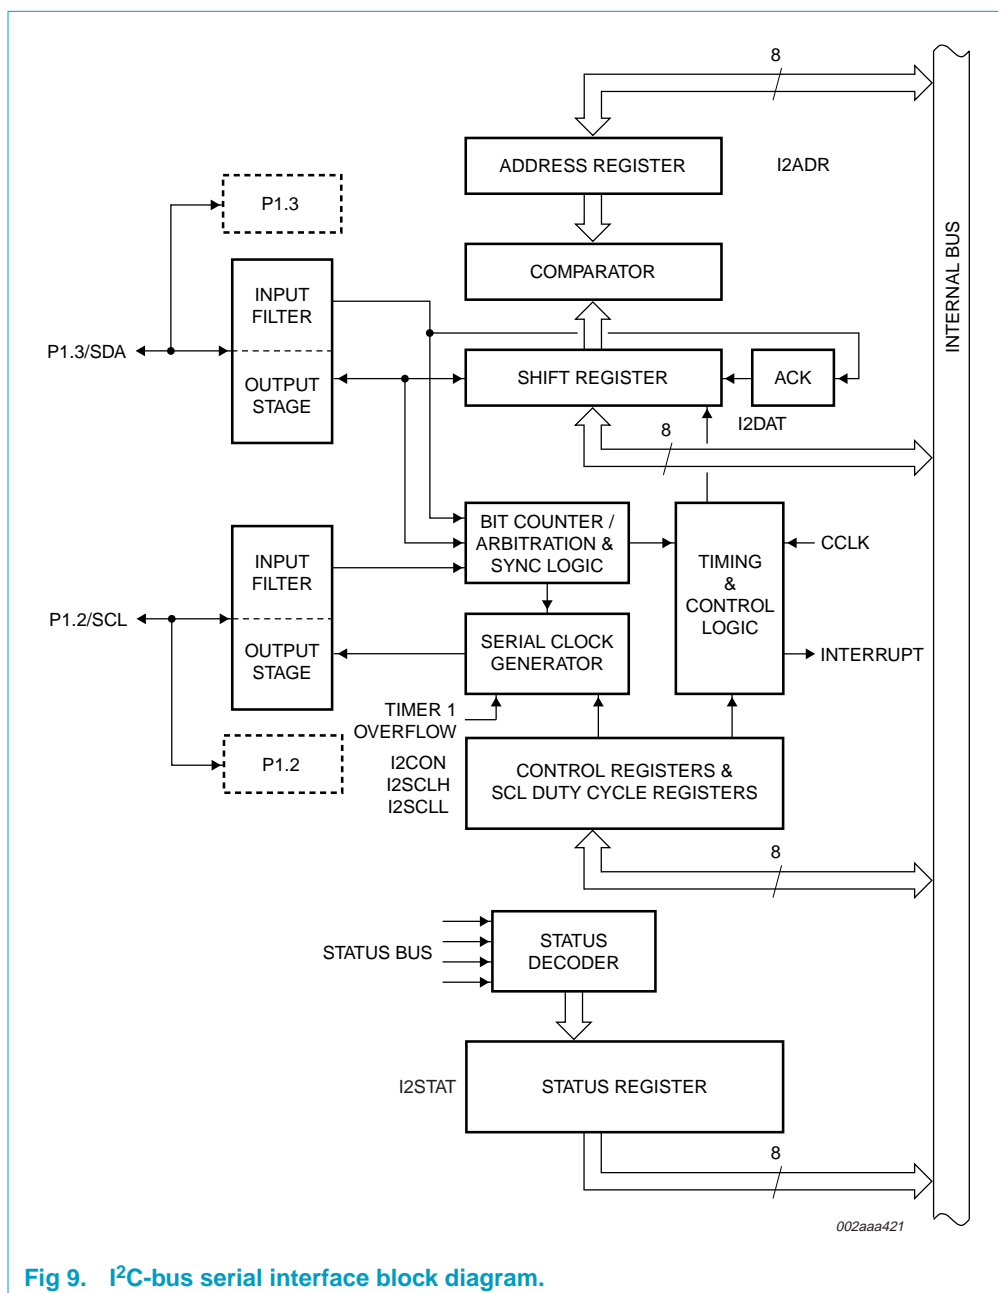 8
ADDRESS REGISTER
I2ADR
P1.3
INTERNAL BUS
COMPARATOR
INPUT
FILTER
P1.3/SDA
OUTPUT
STAGE
SHIFT REGISTER
ACK
I2DAT
8
BIT COUNTER /
ARBITRATION &
SYNC LOGIC
CCLK
INPUT
FILTER
TIMING
&
CONTROL
LOGIC
P1.2/SCL
OUTPUT
STAGE
SERIAL CLOCK
GENERATOR
INTERRUPT
TIMER 1
OVERFLOW
P1.2
I2CON
I2SCLH
I2SCLL
CONTROL REGISTERS &
SCL DUTY CYCLE REGISTERS
8
STATUS BUS
STATUS
DECODER
I2STAT
STATUS REGISTER
8
002aaa421
Fig 9. I2C-bus serial interface block diagram.